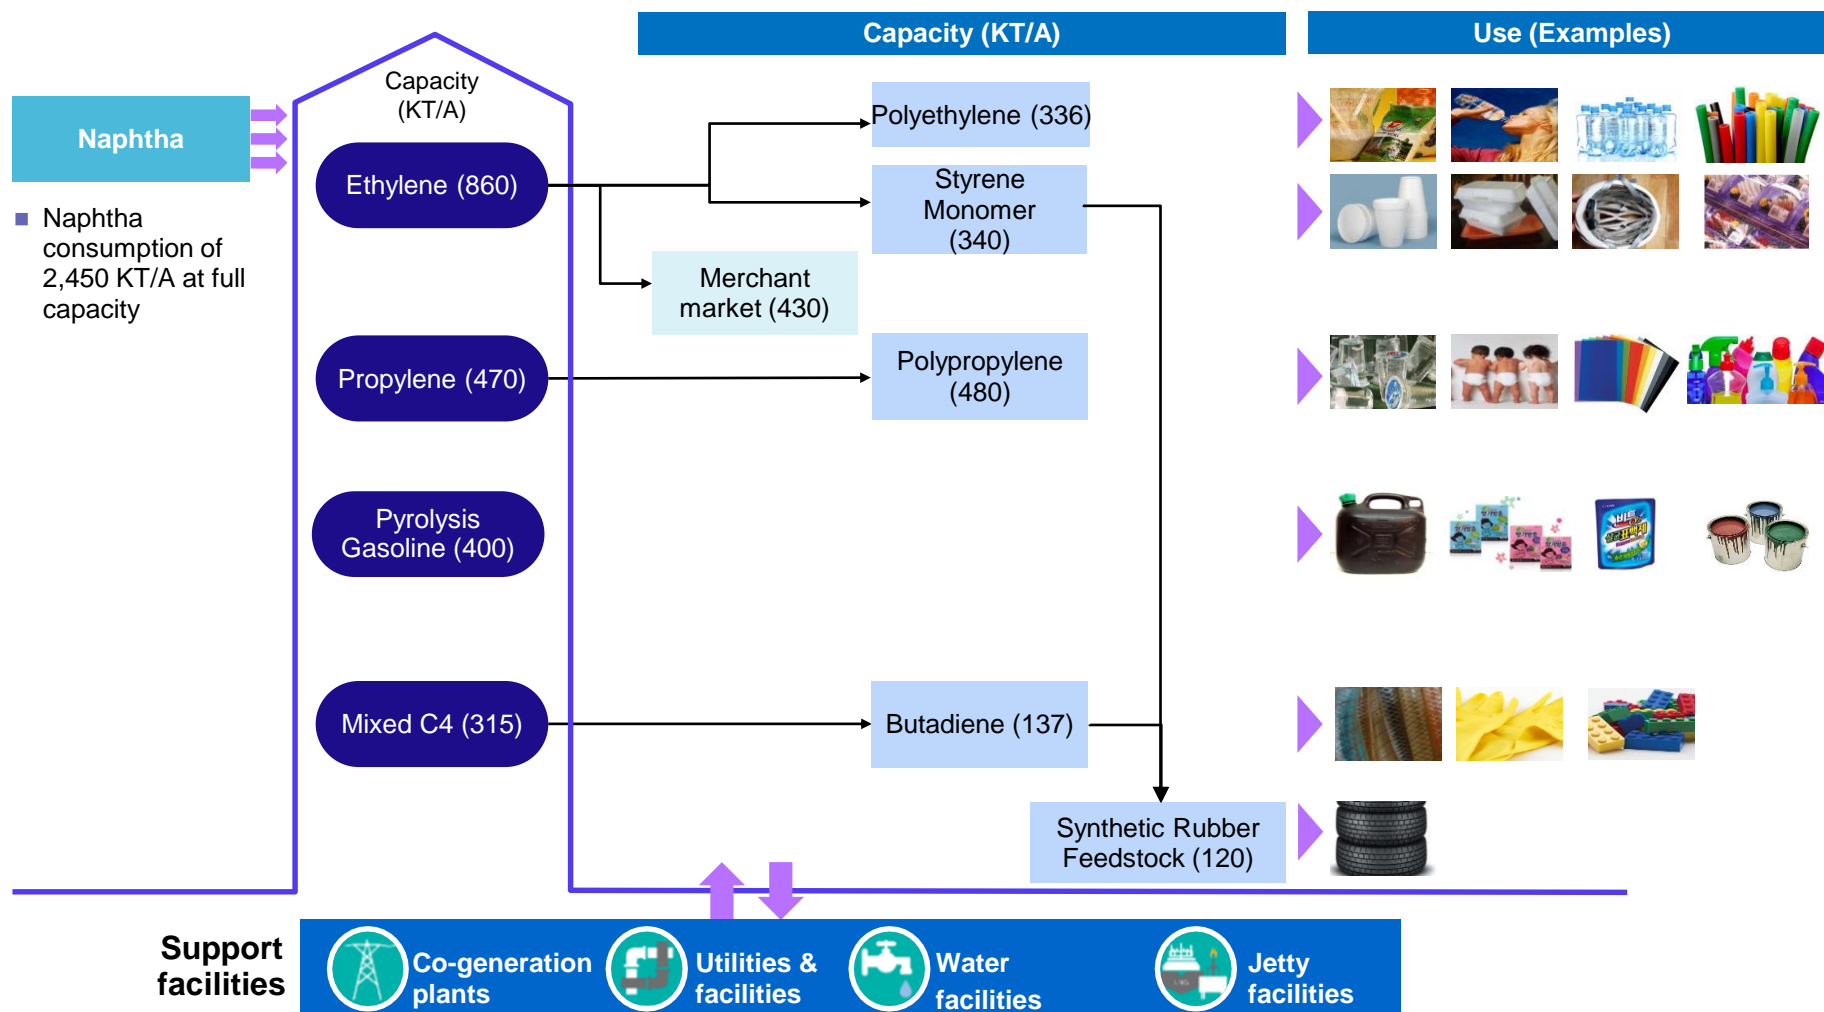 Capacity (KT/A)
Use (Examples)
Capacity
(KT/A)
Naphtha
Polyethylene (336)
Ethylene (860)
Styrene
Monomer
(340)
■ Naphtha
consumption of
2,450 KT/A at full
capacity
Merchant
market (430)
Propylene (470)
Polypropylene
(480)
Pyrolysis
Gasoline (400)
Mixed C4 (315)
Butadiene (137)
Synthetic Rubber
Feedstock (120)
Support
facilities
Co-generation
plants
Utilities &
facilities
Water
facilities
Jetty
facilities